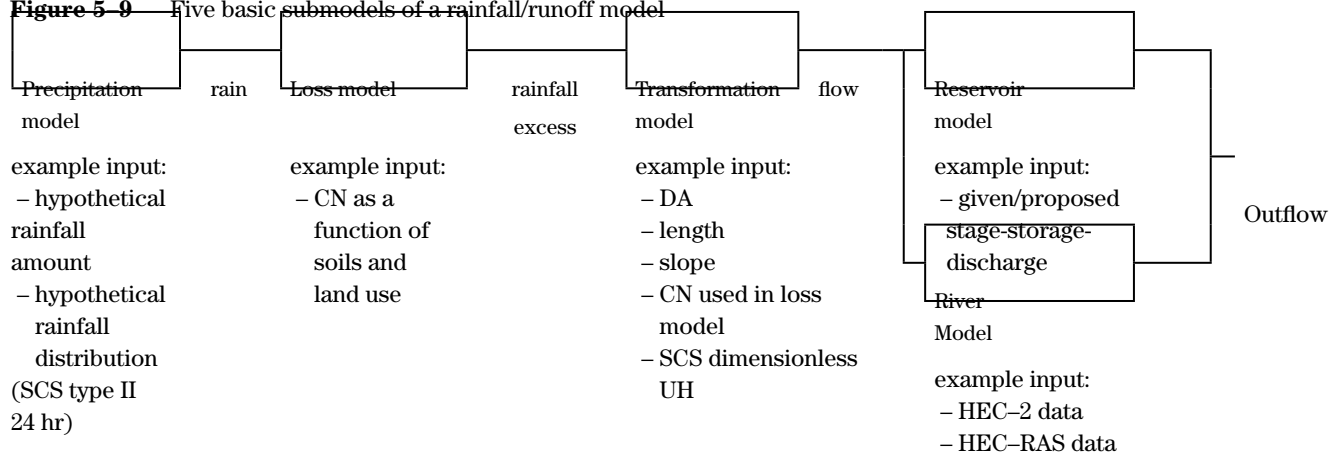 Figure 5–9 Five basic submodels of a rainfall/runoff model
Precipitation
model
example input:
– hypothetical
rainfall
amount
– hypothetical
rainfall
distribution
(SCS type II
24 hr)
rain
Loss model
example input:
– CN as a
function of
soils and
land use
rainfall
excess
Transformation
model
example input:
– DA
– length
– slope
– CN used in loss
model
– SCS dimensionless
UH
flow
Reservoir
model
example input:
– given/proposed
stage-storage-
discharge
River
Model
example input:
– HEC–2 data
– HEC–RAS data
Outflow